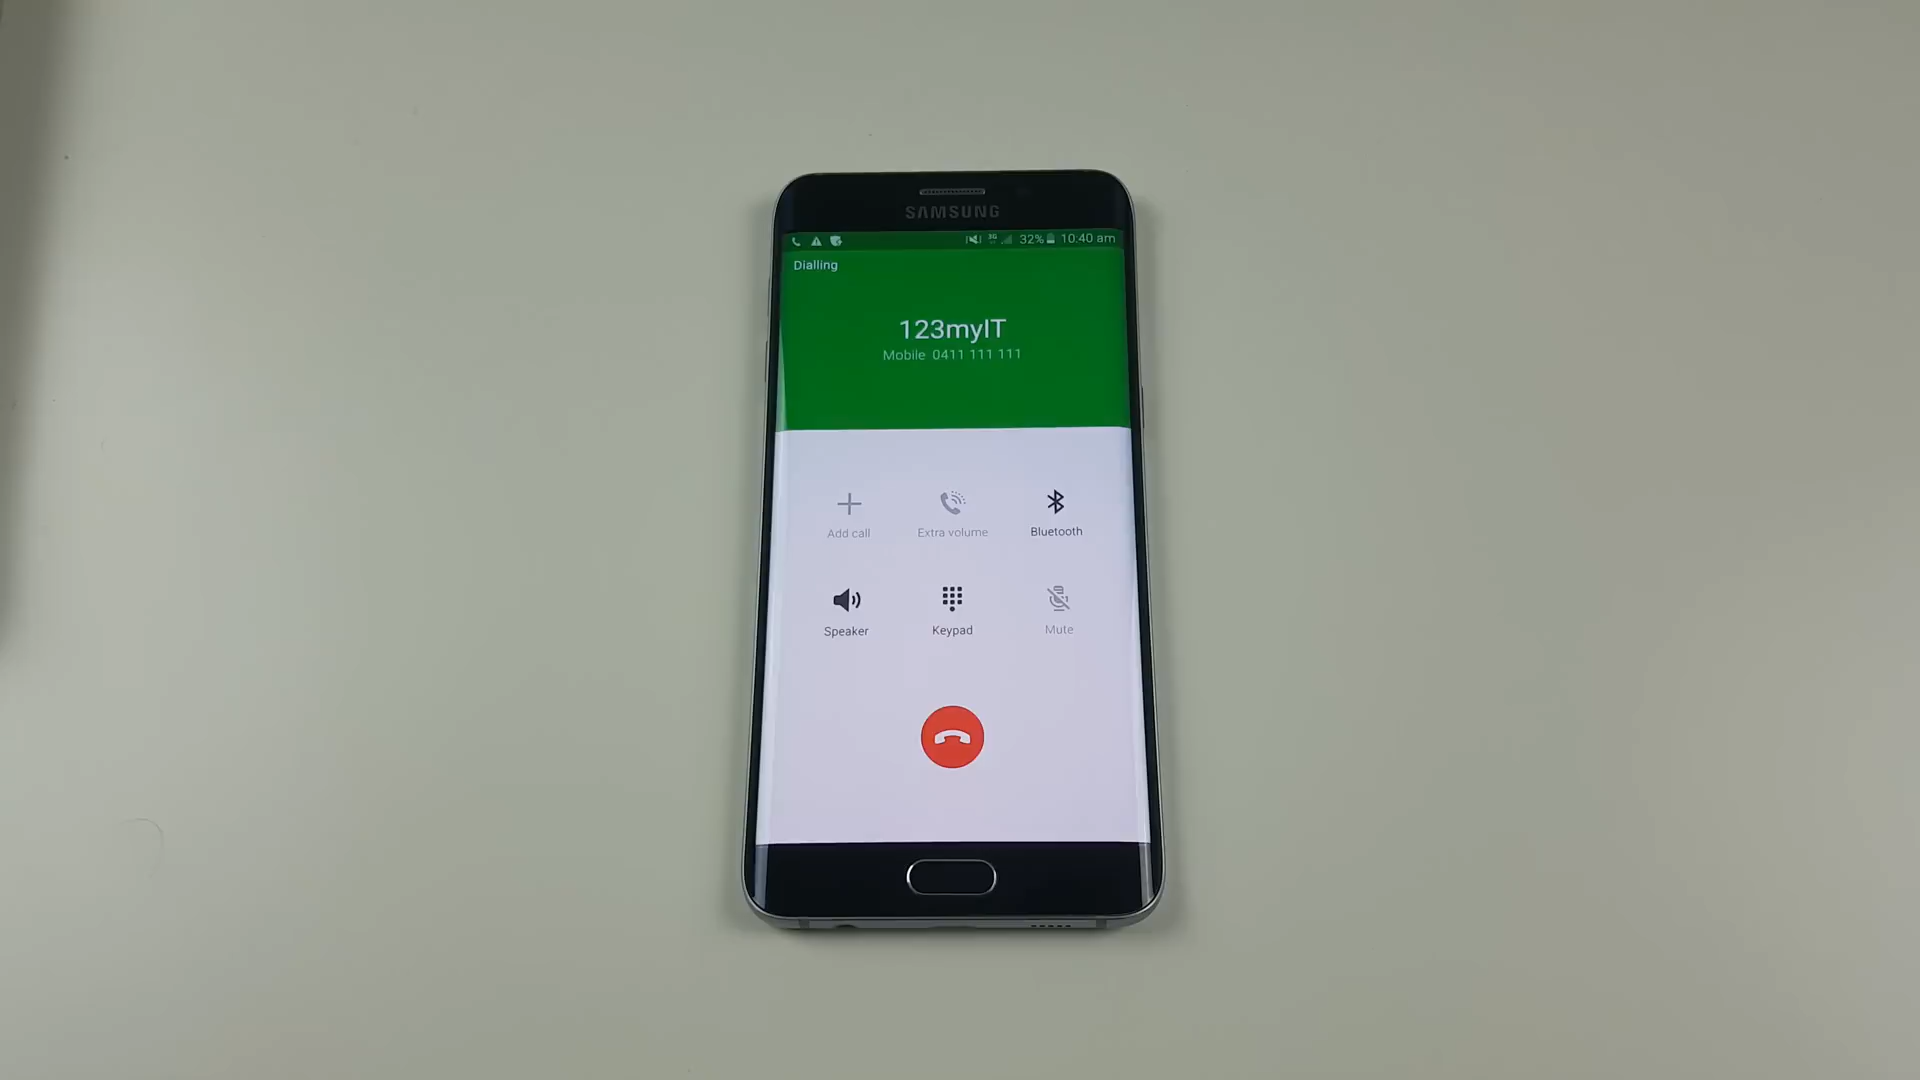 SAMSUNG
3G 32% 10:40 am
Dialling
123myIT
Mobile 0411 111 111
Add call Extra volume Bluetooth
Speaker Keypad Mute